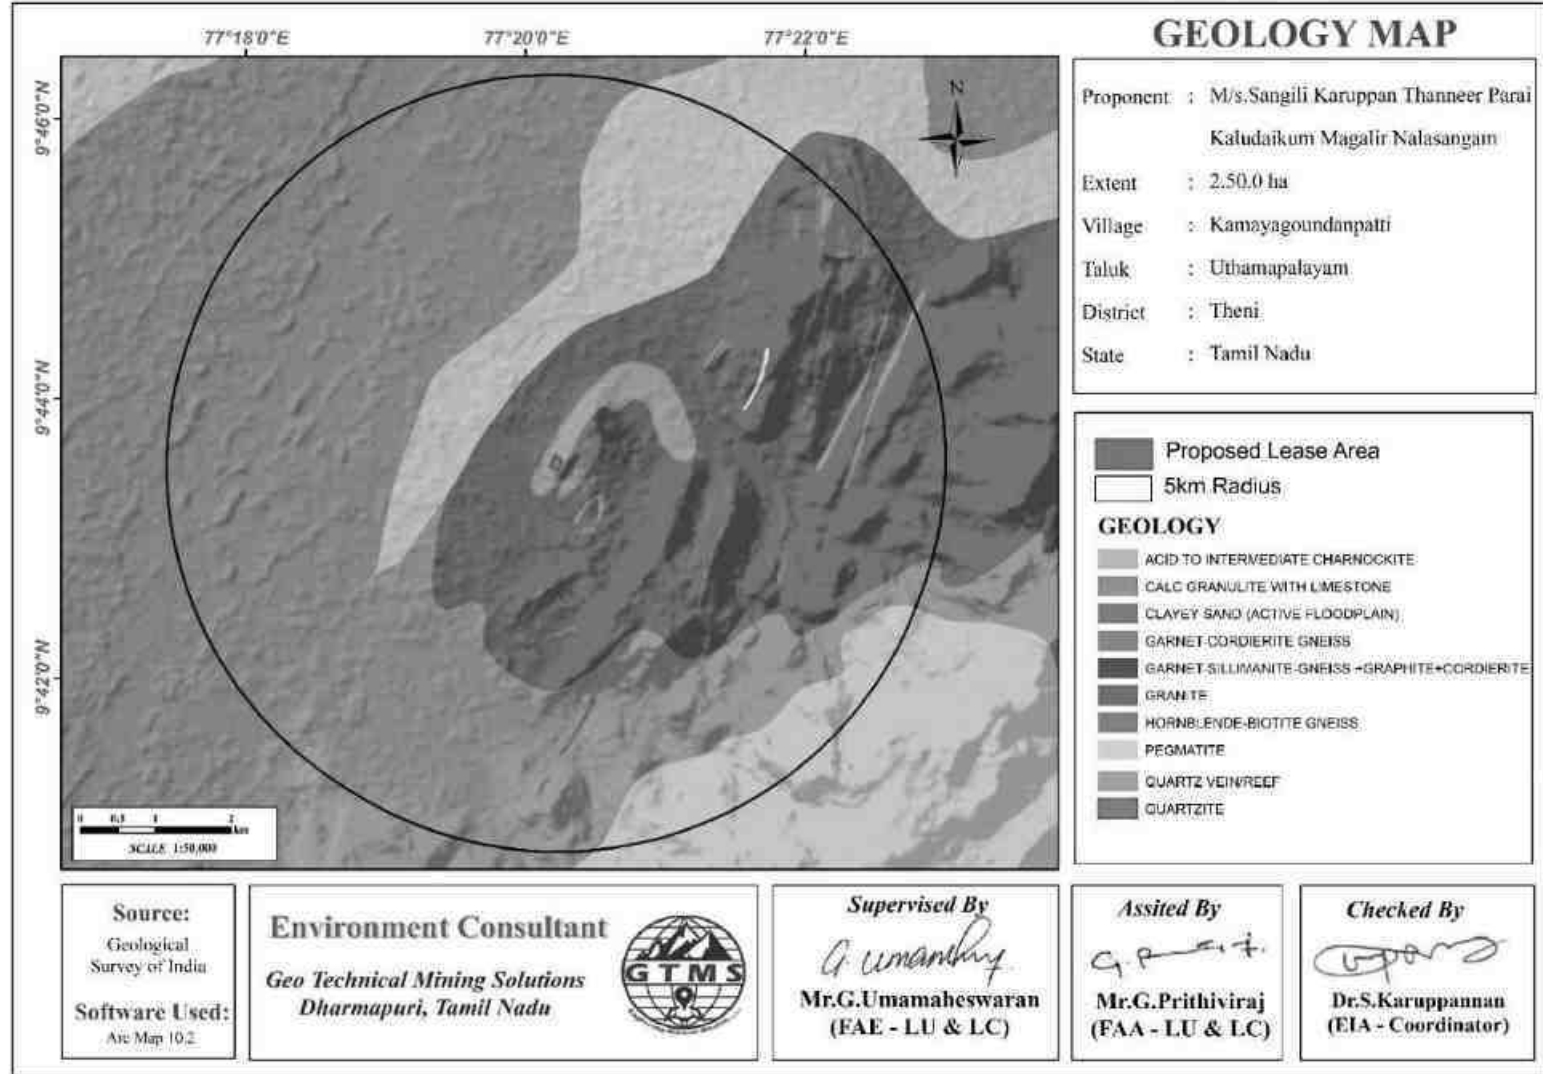 GEOLOGY MAP
77°18'0"E
77°20'0"E
77°22'0"E
9°46'0"N
9°44'0"N
9°42'0"N
N
Proponent : M/s.Sangili Karuppan Thanneer Parai
Kaludaikum Magalir Nalasangam
Extent : 2.50.0 ha
Village : Kamayagoundanpatti
Taluk : Uthamapalayam
District : Theni
State : Tamil Nadu
Proposed Lease Area
5km Radius
GEOLOGY
ACID TO INTERMEDIATE CHARNOCKITE
CALC GRANULITE WITH LIMESTONE
CLAYEY SAND (ACTIVE FLOODPLAIN)
GARNET-CORDIERITE GNEISS
GARNET-SILLIMANITE-GNEISS +GRAPHITE+CORDIERITE
GRANITE
HORNBLENDE-BIOTITE GNEISS
PEGMATITE
QUARTZ VEIN/REEF
QUARTZITE
0 0.5 1 2
km
SCALE 1:50,000
Source:
Geological
Survey of India
Software Used:
Arc Map 10.2
Environment Consultant
Geo Technical Mining Solutions
Dharmapuri, Tamil Nadu
GTMS
Supervised By
Mr.G.Umamaheswaran
(FAE - LU & LC)
Assited By
Mr.G.Prithiviraj
(FAA - LU & LC)
Checked By
Dr.S.Karuppannan
(EIA - Coordinator)